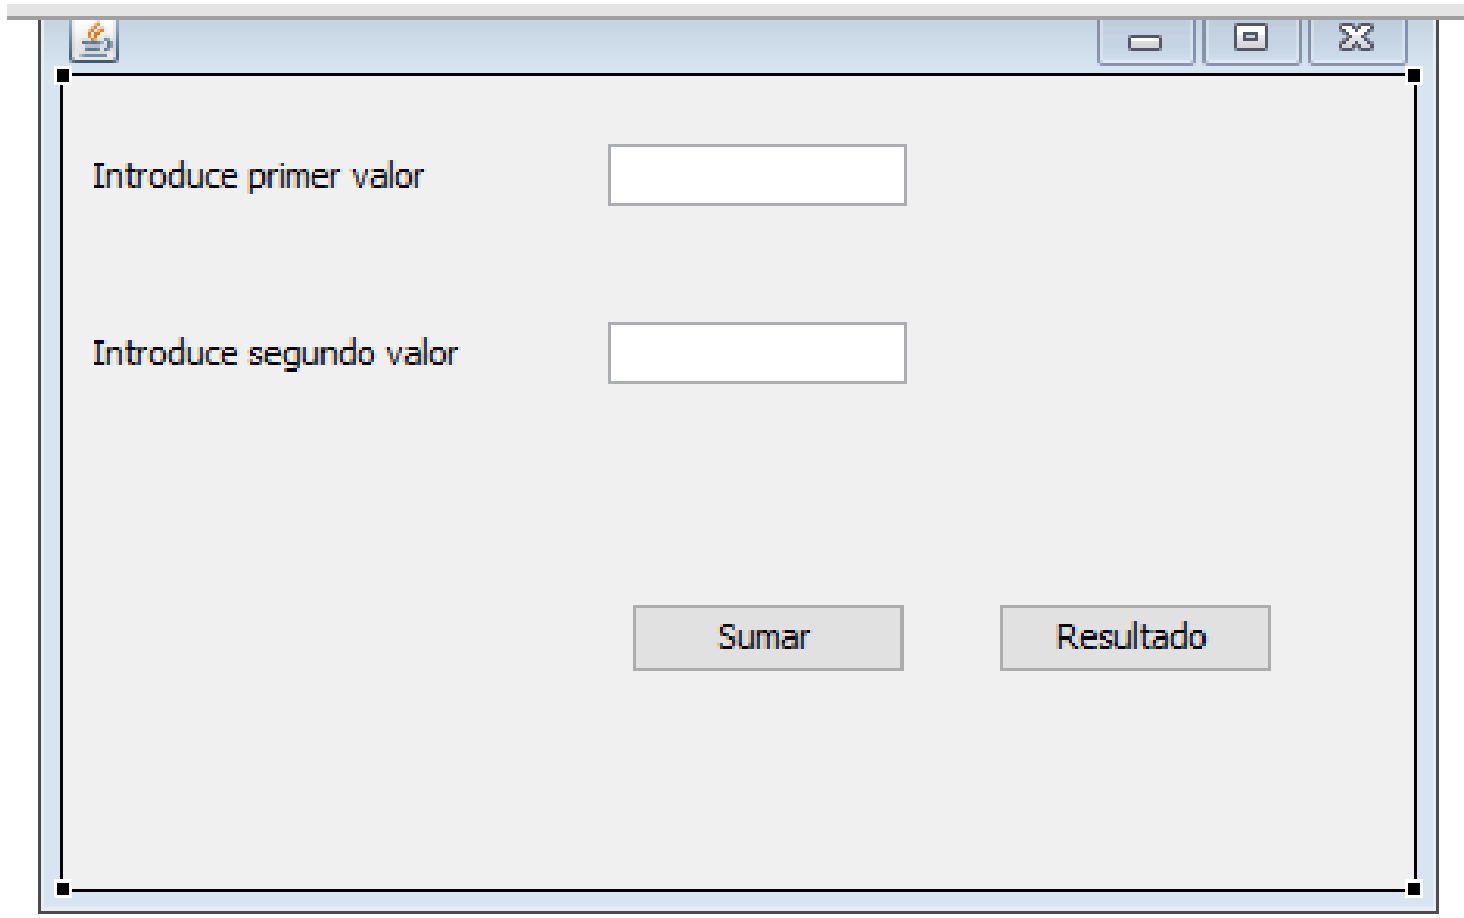 Introduce primer valor
Introduce segundo valor
Sumar
Resultado